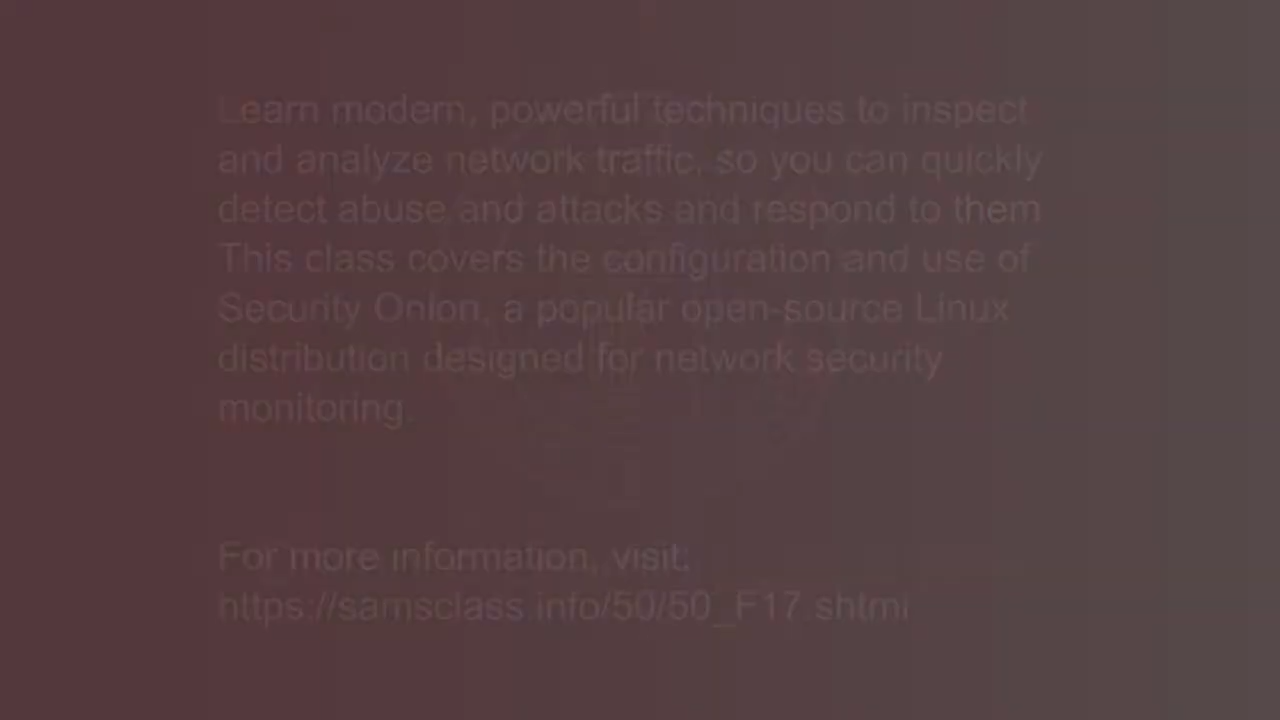 Learn modern, powerful techniques to inspect
and analyze network traffic, so you can quickly
detect abuse and attacks and respond to them
This class covers the configuration and use of
Security Onion, a popular open-source Linux
distribution designed for network security
monitoring.
For more information, visit:
https://samsclass.info/50/50_F17.shtml